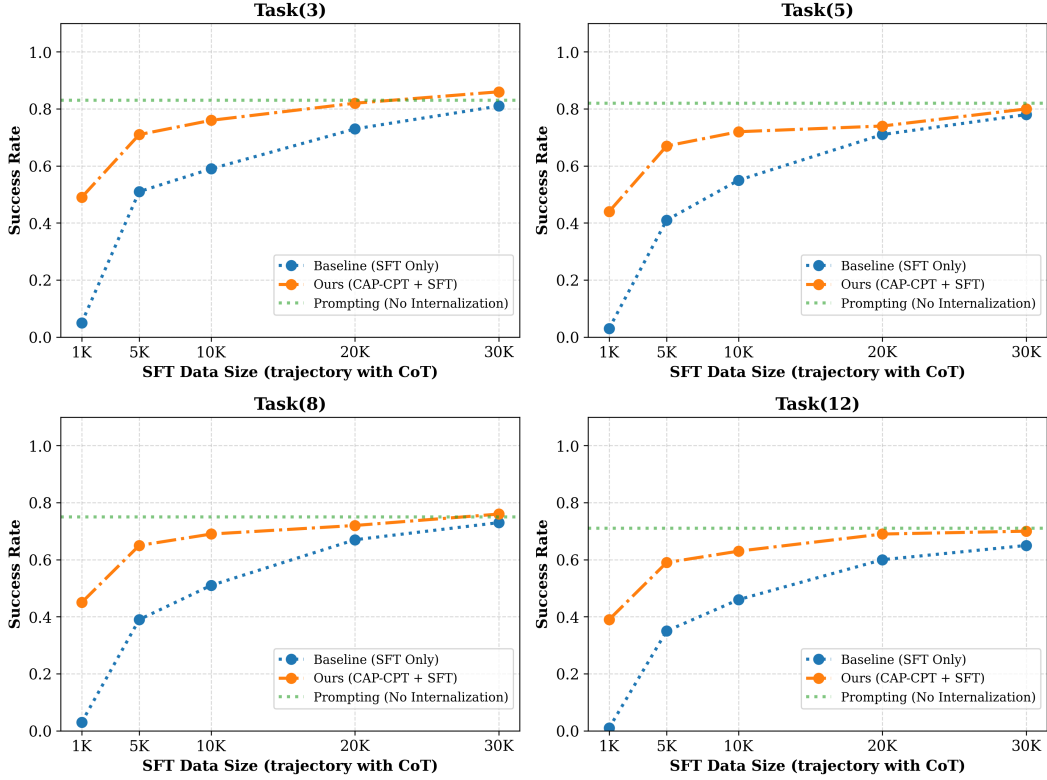 Task(3)
Success Rate
1.0
0.8
0.6
0.4
0.2
0.0
Baseline (SFT Only)
Ours (CAP-CPT + SFT)
Prompting (No Internalization)
1K 5K 10K 20K 30K
SFT Data Size (trajectory with CoT)
Task(5)
Success Rate
1.0
0.8
0.6
0.4
0.2
0.0
Baseline (SFT Only)
Ours (CAP-CPT + SFT)
Prompting (No Internalization)
1K 5K 10K 20K 30K
SFT Data Size (trajectory with CoT)
Task(8)
Success Rate
1.0
0.8
0.6
0.4
0.2
0.0
Baseline (SFT Only)
Ours (CAP-CPT + SFT)
Prompting (No Internalization)
1K 5K 10K 20K 30K
SFT Data Size (trajectory with CoT)
Task(12)
Success Rate
1.0
0.8
0.6
0.4
0.2
0.0
Baseline (SFT Only)
Ours (CAP-CPT + SFT)
Prompting (No Internalization)
1K 5K 10K 20K 30K
SFT Data Size (trajectory with CoT)